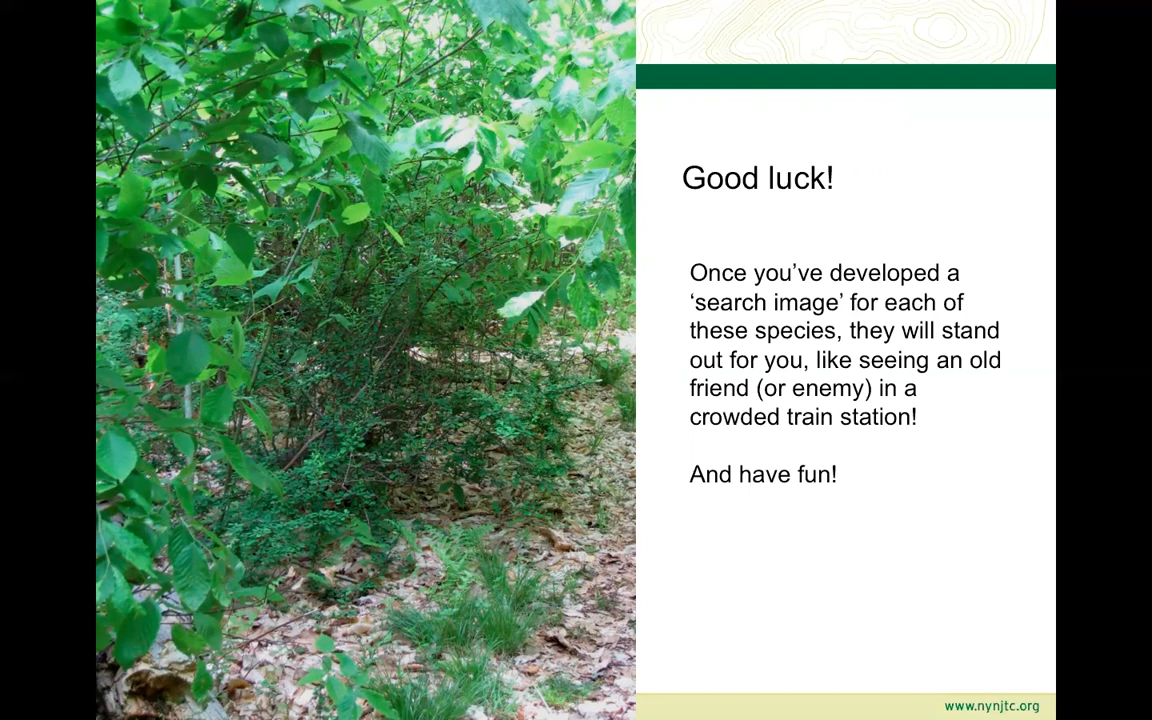 Good luck!
Once you’ve developed a
‘search image’ for each of
these species, they will stand
out for you, like seeing an old
friend (or enemy) in a
crowded train station!
And have fun!
www.nynjtc.org